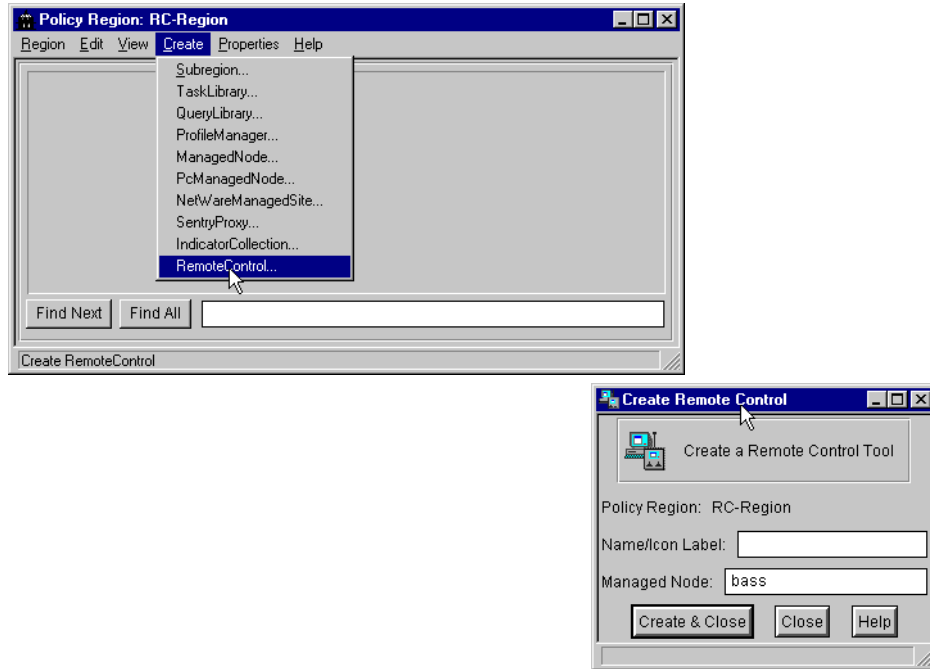 Policy Region: RC-Region
Region Edit View Create Properties Help
Subregion...
TaskLibrary...
QueryLibrary...
ProfileManager...
ManagedNode...
PcManagedNode...
NetWareManagedSite...
SentryProxy...
IndicatorCollection...
RemoteControl...
Find Next Find All
Create RemoteControl
Create Remote Control
Create a Remote Control Tool
Policy Region: RC-Region
Name/Icon Label:
Managed Node: bass
Create & Close Close Help